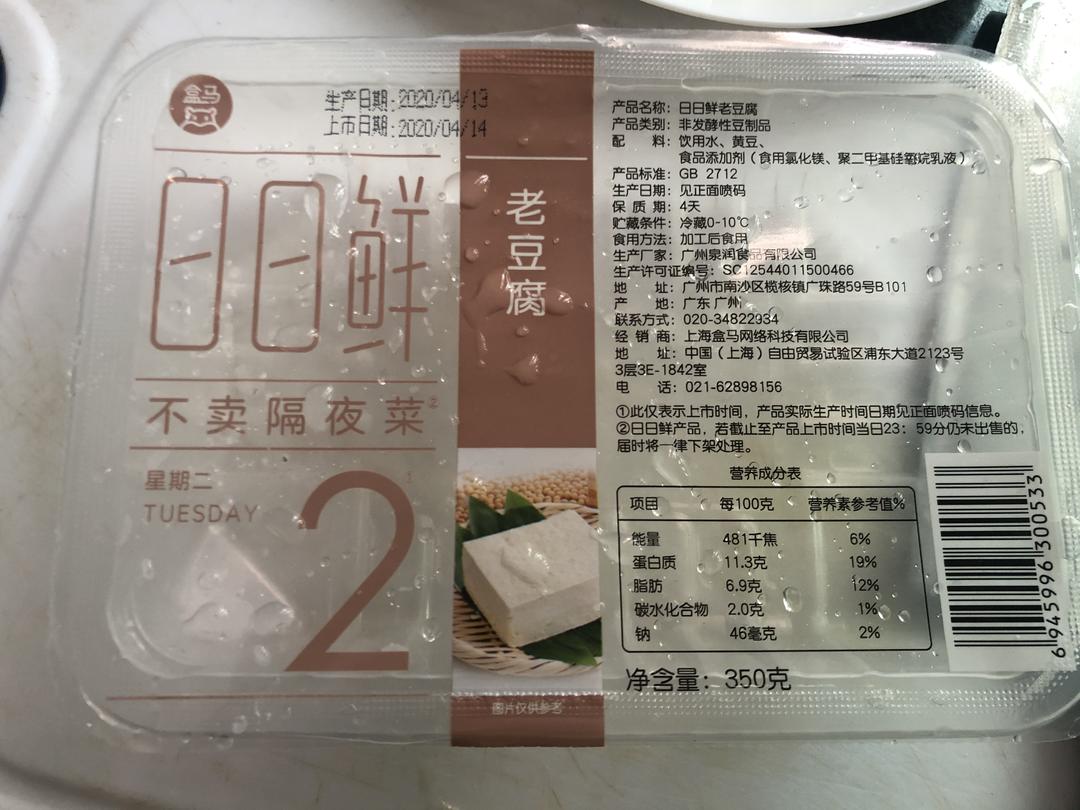 盒马
生产日期:2020/04/13
上市日期:2020/04/14
日日鲜
不卖隔夜菜②
星期二
TUESDAY
2①
老豆腐
图片仅供参考
产品名称：日日鲜老豆腐
产品类别：非发酵性豆制品
配 料：饮用水、黄豆、
食品添加剂（食用氯化镁、聚二甲基硅氧烷乳液）
产品标准：GB 2712
生产日期：见正面喷码
保 质 期：4天
贮藏条件：冷藏0-10℃
食用方法：加工后食用
生产厂家：广州泉润食品有限公司
生产许可证编号：SC12544011500466
地 址：广州市南沙区榄核镇广珠路59号B101
产 地：广东 广州
联系方式：020-34822934
经 销 商：上海盒马网络科技有限公司
地 址：中国（上海）自由贸易试验区浦东大道2123号
3层3E-1842室
电 话：021-62898156
①此仅表示上市时间，产品实际生产时间日期见正面喷码信息。
②日日鲜产品，若截止至产品上市时间当日23：59分仍未出售的，
届时将一律下架处理。
营养成分表
项目 每100克 营养素参考值%
能量 481千焦 6%
蛋白质 11.3克 19%
脂肪 6.9克 12%
碳水化合物 2.0克 1%
钠 46毫克 2%
净含量：350克
6945996300533